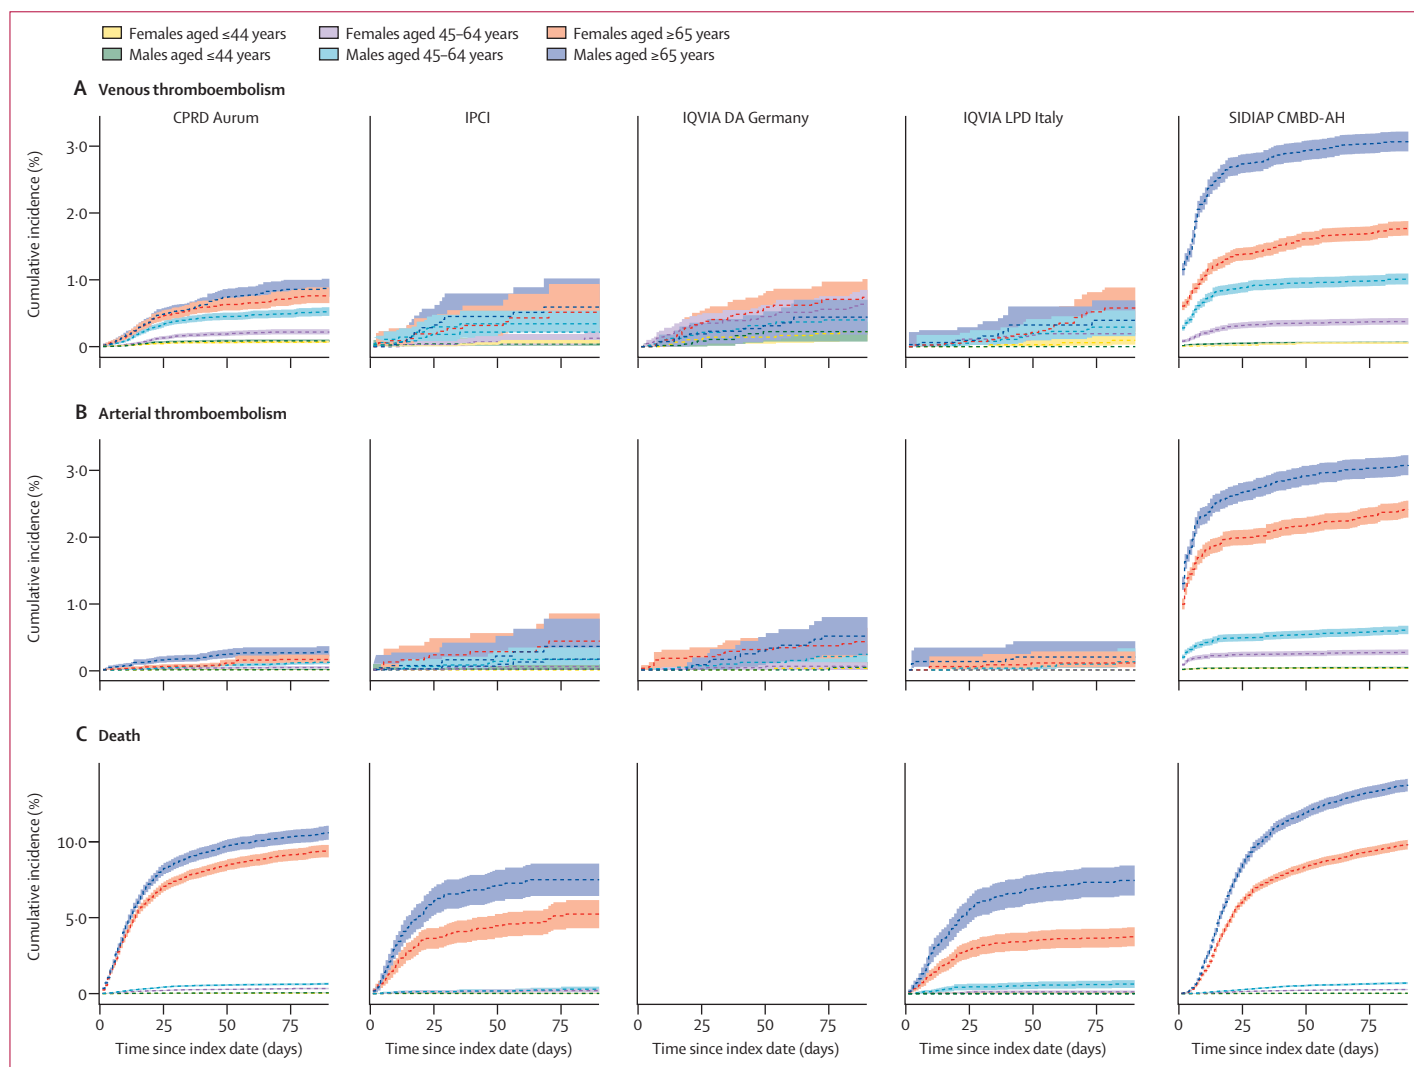 Females aged ≤44 years Females aged 45–64 years Females aged ≥65 years
Males aged ≤44 years Males aged 45–64 years Males aged ≥65 years
A Venous thromboembolism
CPRD Aurum IPCI IQVIA DA Germany IQVIA LPD Italy SIDIAP CMBD-AH
Cumulative incidence (%)
3·0
2·0
1·0
0
B Arterial thromboembolism
Cumulative incidence (%)
3·0
2·0
1·0
0
C Death
Cumulative incidence (%)
10·0
5·0
0
0 25 50 75 0 25 50 75 0 25 50 75 0 25 50 75 0 25 50 75
Time since index date (days) Time since index date (days) Time since index date (days) Time since index date (days) Time since index date (days)